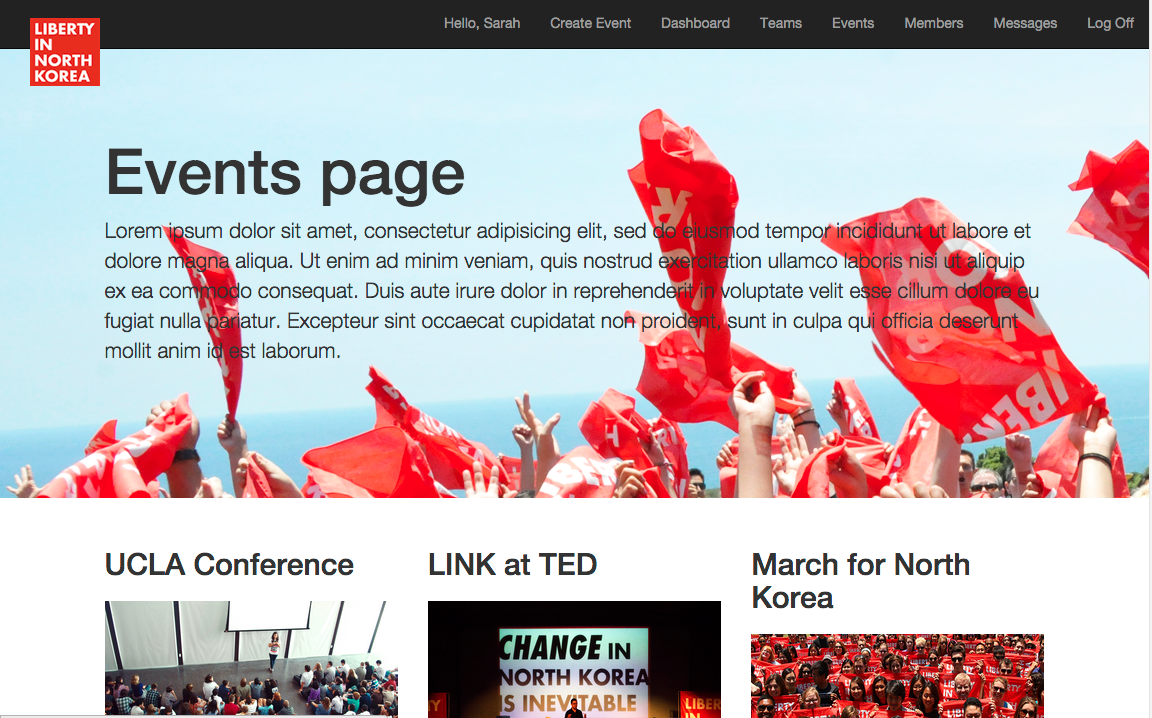 LIBERTY
IN
NORTH
KOREA
Hello, Sarah Create Event Dashboard Teams Events Members Messages Log Off
Events page
Lorem ipsum dolor sit amet, consectetur adipisicing elit, sed do eiusmod tempor incididunt ut labore et
dolore magna aliqua. Ut enim ad minim veniam, quis nostrud exercitation ullamco laboris nisi ut aliquip
ex ea commodo consequat. Duis aute irure dolor in reprehenderit in voluptate velit esse cillum dolore eu
fugiat nulla pariatur. Excepteur sint occaecat cupidatat non proident, sunt in culpa qui officia deserunt
mollit anim id est laborum.
UCLA Conference
LINK at TED
March for North
Korea
CHANGE IN
NORTH KOREA
IS INEVITABLE